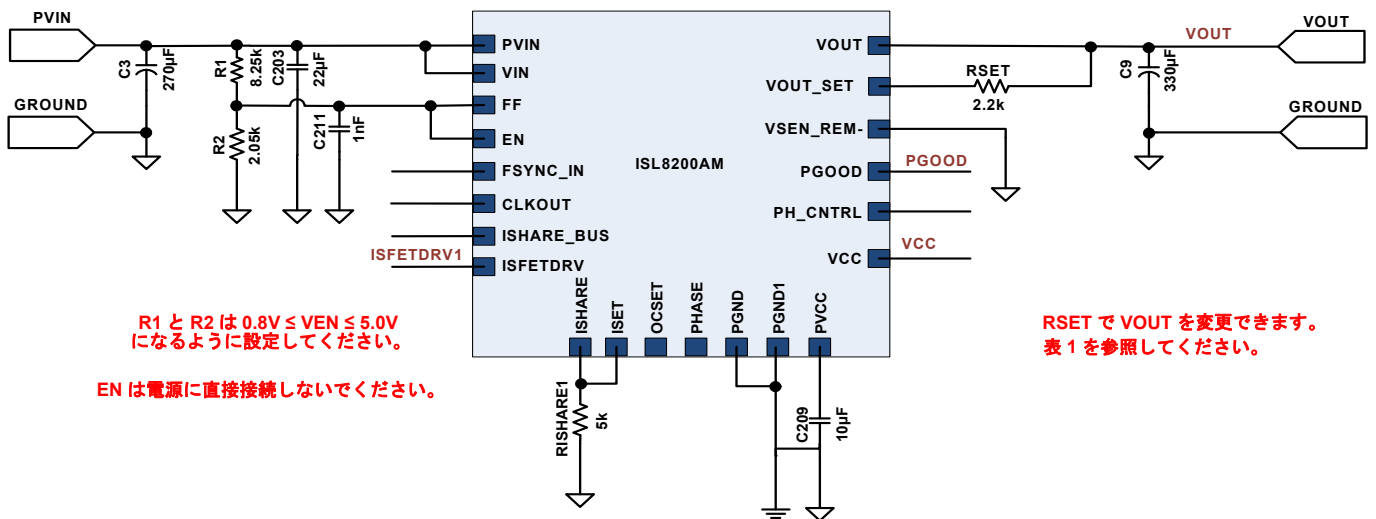 PVIN
GROUND
C3
270µF
R1
8.25k
C203
22µF
R2
2.05k
C211
1nF
PVIN
VIN
FF
EN
FSYNC_IN
CLKOUT
ISHARE_BUS
ISFETDRV1
ISFETDRV
ISL8200AM
VOUT
VOUT_SET
VSEN_REM-
PGOOD
PH_CNTRL
VCC
PGOOD
VCC
RSET
2.2k
VOUT
C9
330µF
VOUT
GROUND
ISHARE
ISET
OCSET
PHASE
PGND
PGND1
PVCC
RISHARE1
5k
C209
10µF
R1 と R2 は 0.8V ≤ VEN ≤ 5.0V
になるように設定してください。
EN は電源に直接接続しないでください。
RSET で VOUT を変更できます。
表 1 を参照してください。